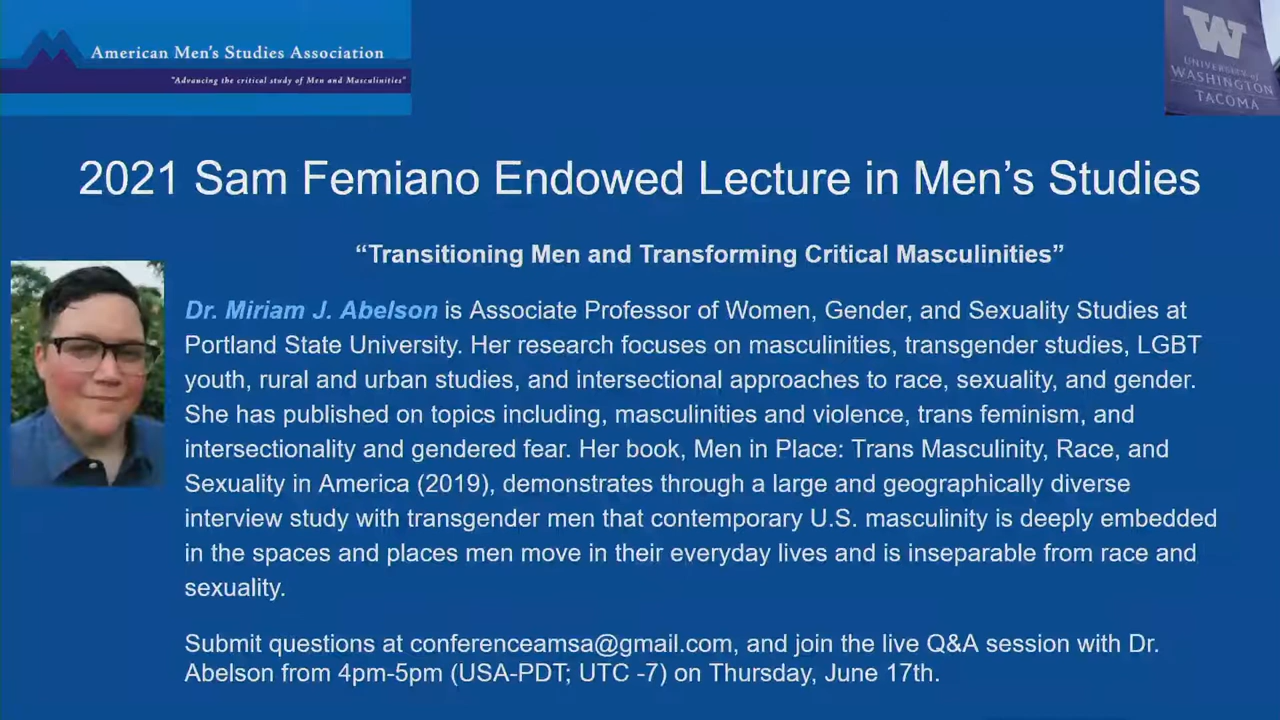 American Men's Studies Association
"Advancing the critical study of Men and Masculinities"
W
UNIVERSITY of
WASHINGTON
TACOMA
2021 Sam Femiano Endowed Lecture in Men’s Studies
“Transitioning Men and Transforming Critical Masculinities”
Dr. Miriam J. Abelson is Associate Professor of Women, Gender, and Sexuality Studies at
Portland State University. Her research focuses on masculinities, transgender studies, LGBT
youth, rural and urban studies, and intersectional approaches to race, sexuality, and gender.
She has published on topics including, masculinities and violence, trans feminism, and
intersectionality and gendered fear. Her book, Men in Place: Trans Masculinity, Race, and
Sexuality in America (2019), demonstrates through a large and geographically diverse
interview study with transgender men that contemporary U.S. masculinity is deeply embedded
in the spaces and places men move in their everyday lives and is inseparable from race and
sexuality.
Submit questions at conferenceamsa@gmail.com, and join the live Q&A session with Dr.
Abelson from 4pm-5pm (USA-PDT; UTC -7) on Thursday, June 17th.